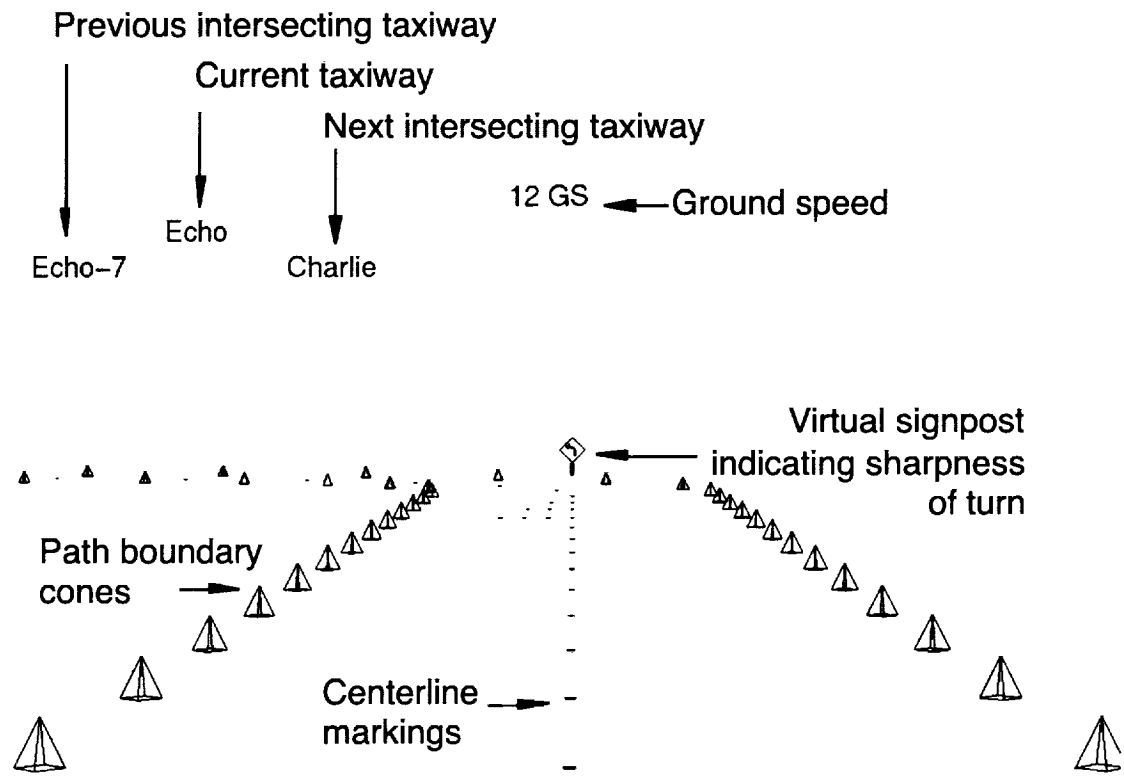 Previous intersecting taxiway
Current taxiway
Next intersecting taxiway
12 GS
Ground speed
Echo
Echo–7
Charlie
Virtual signpost
indicating sharpness
of turn
Path boundary
cones
Centerline
markings